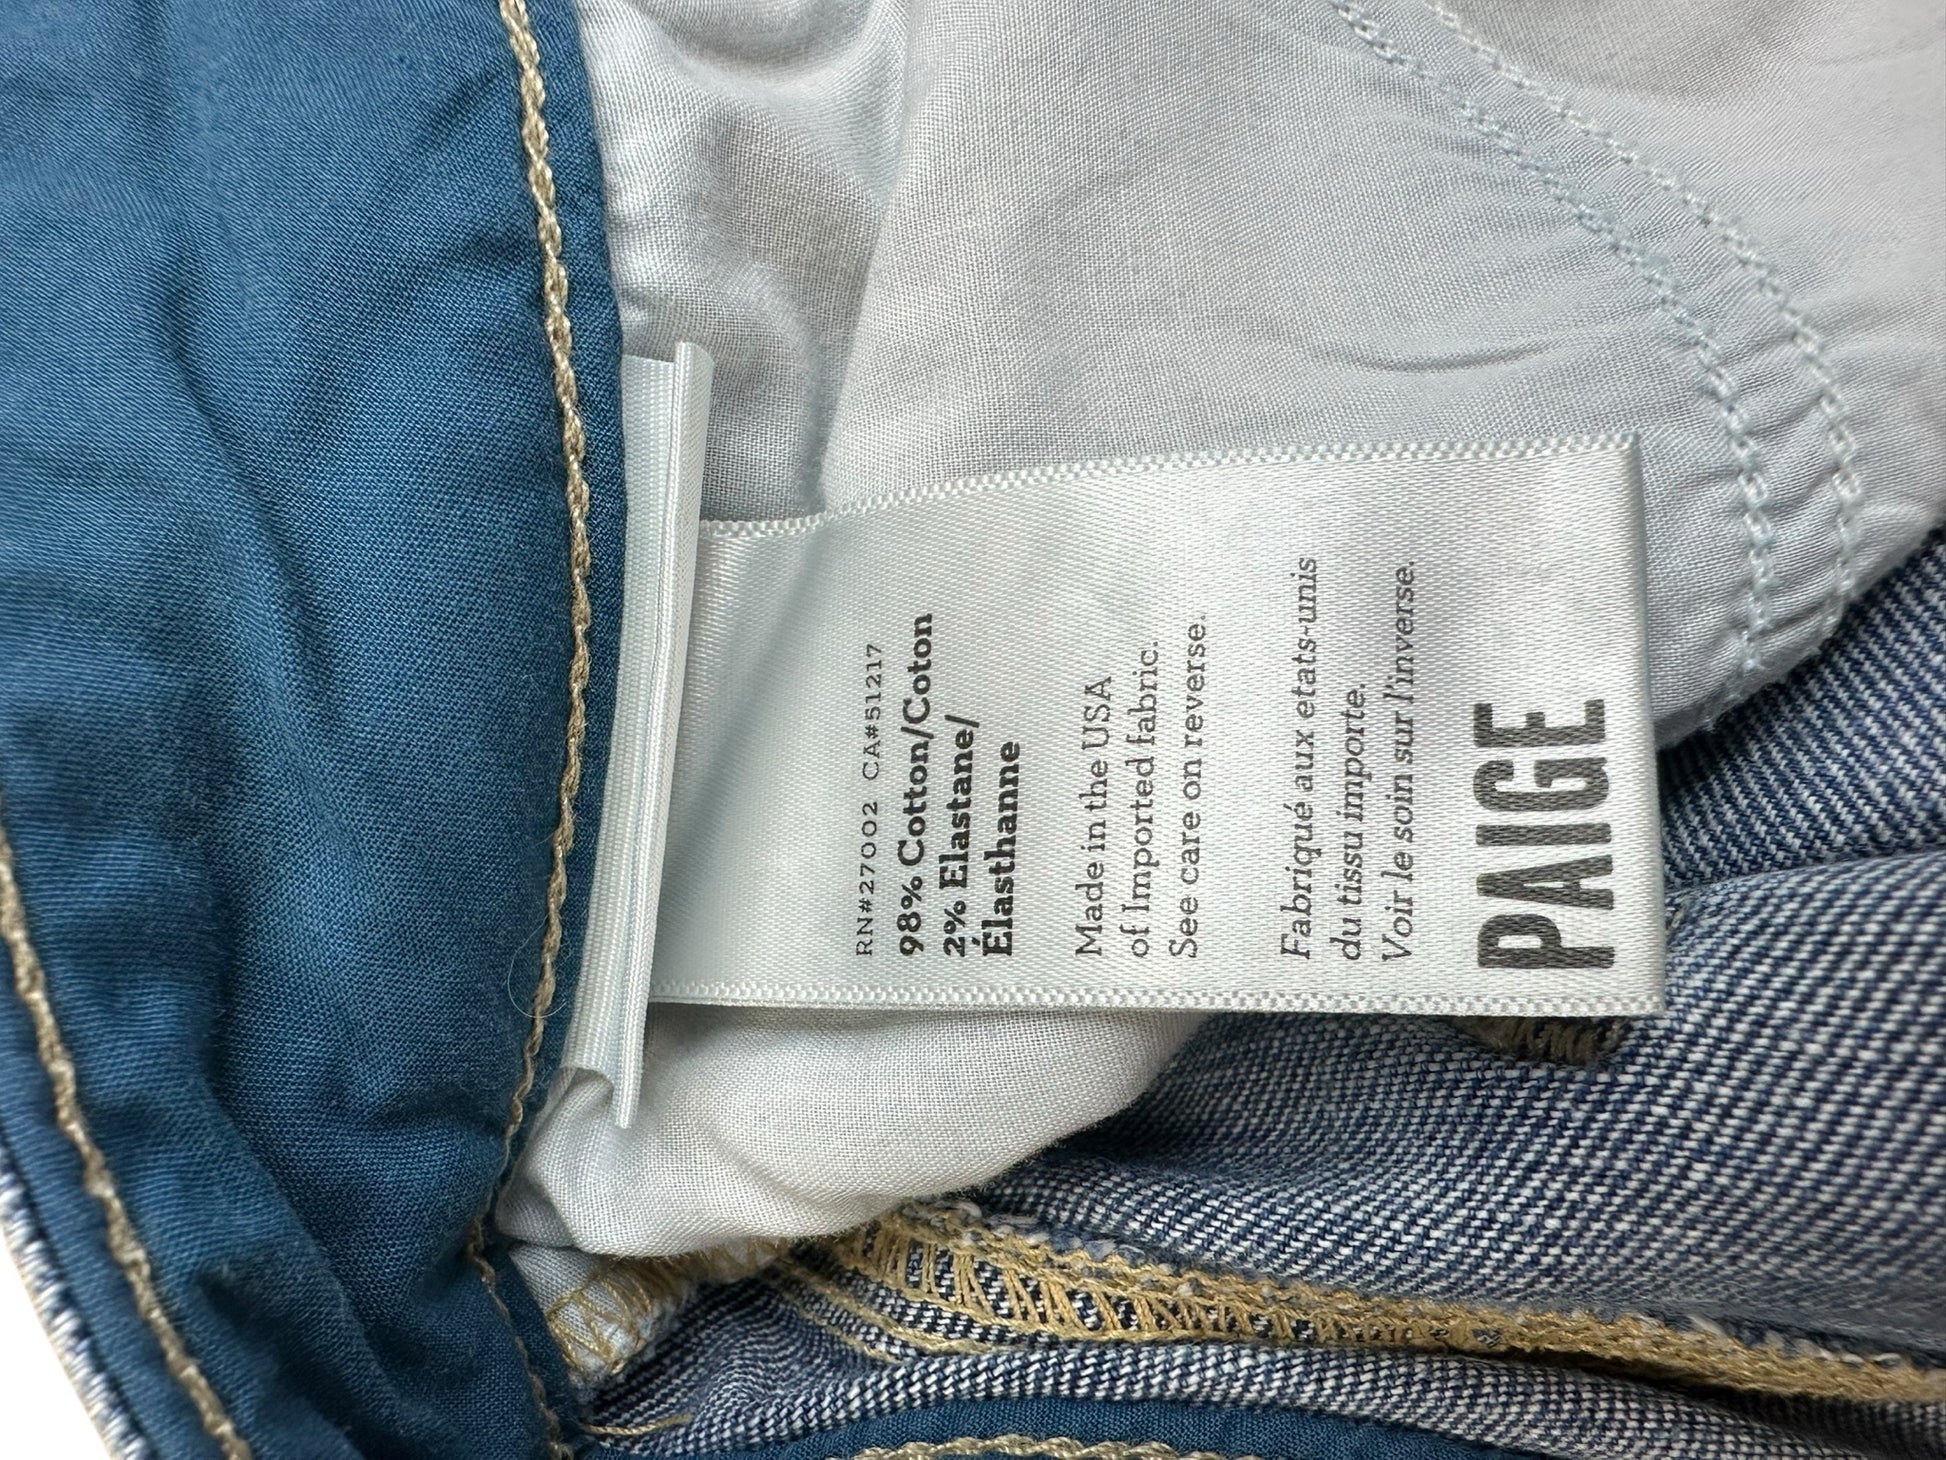 RN#27002 CA#51217
98% Cotton/Coton
2% Elastane/
Élasthanne
Made in the USA
of Imported fabric.
See care on reverse.
Fabriqué aux etats-unis
du tissu importe.
Voir le soin sur l'inverse.
PAIGE